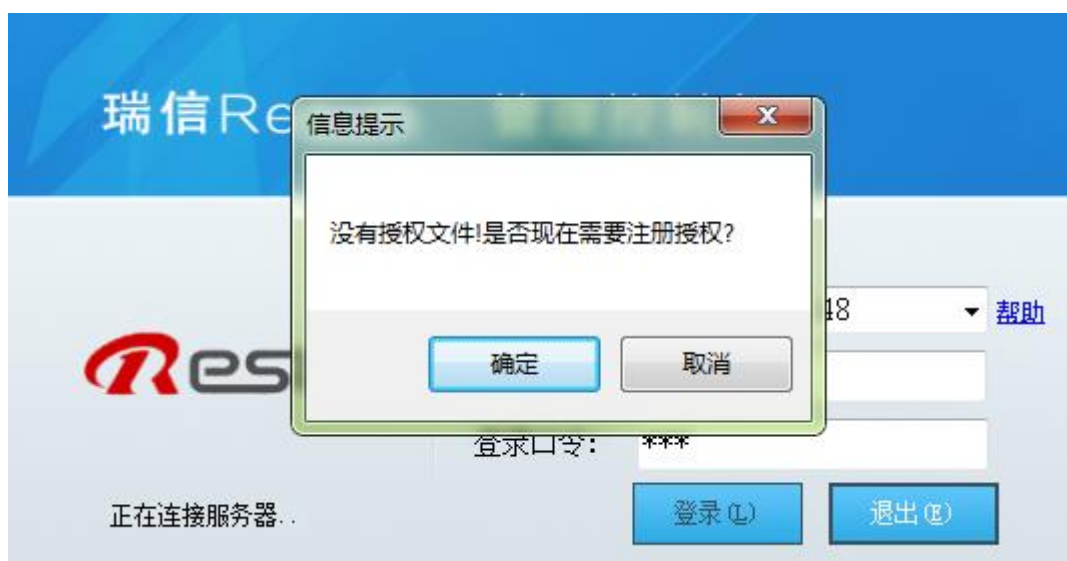 瑞信Re
信息提示
没有授权文件!是否现在需要注册授权?
48
帮助
确定
取消
Res
登录口令: ***
正在连接服务器. .
登录(L)
退出(E)